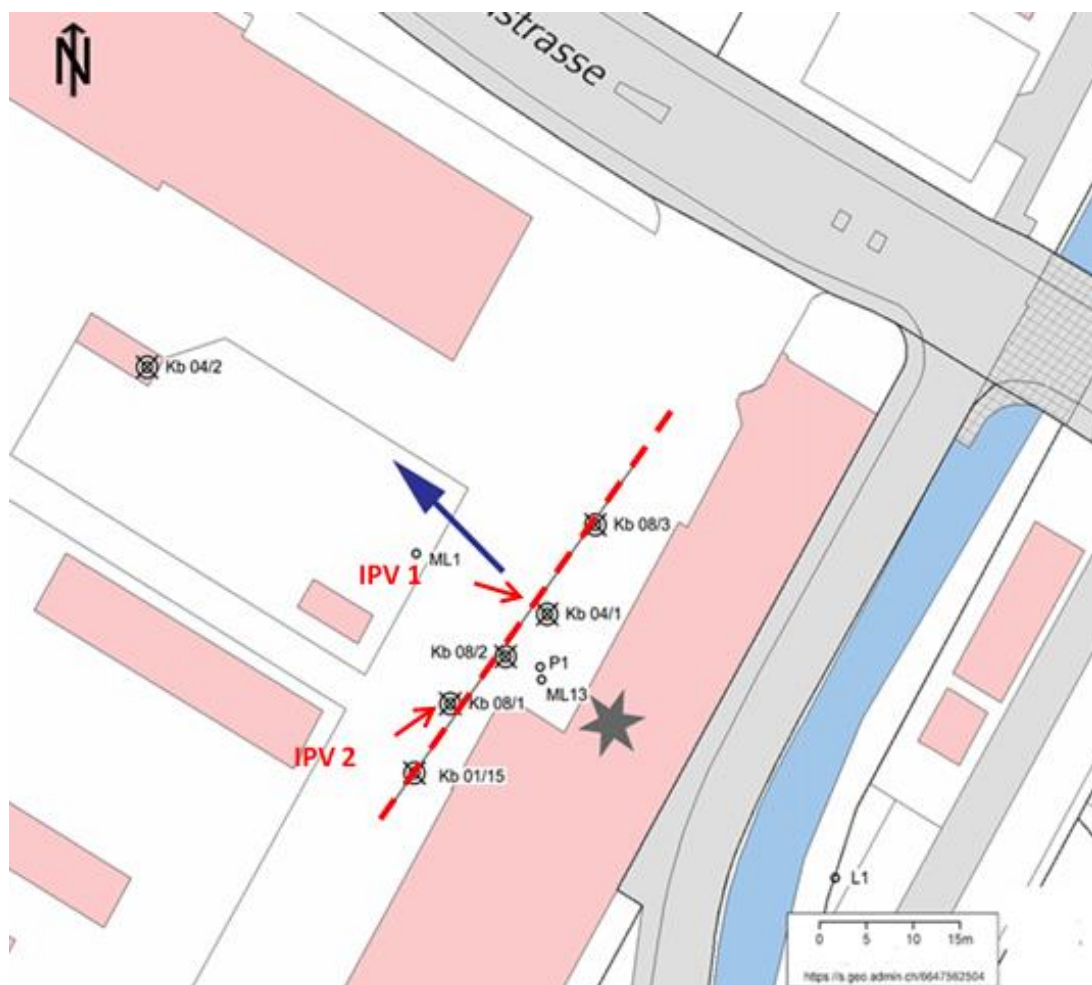 N
strasse
Kb 04/2
Kb 08/3
ML1
IPV 1
Kb 04/1
Kb 08/2
P1
ML13
Kb 08/1
IPV 2
Kb 01/15
L1
0 5 10 15m
https://s.geo.admin.ch/6647562504